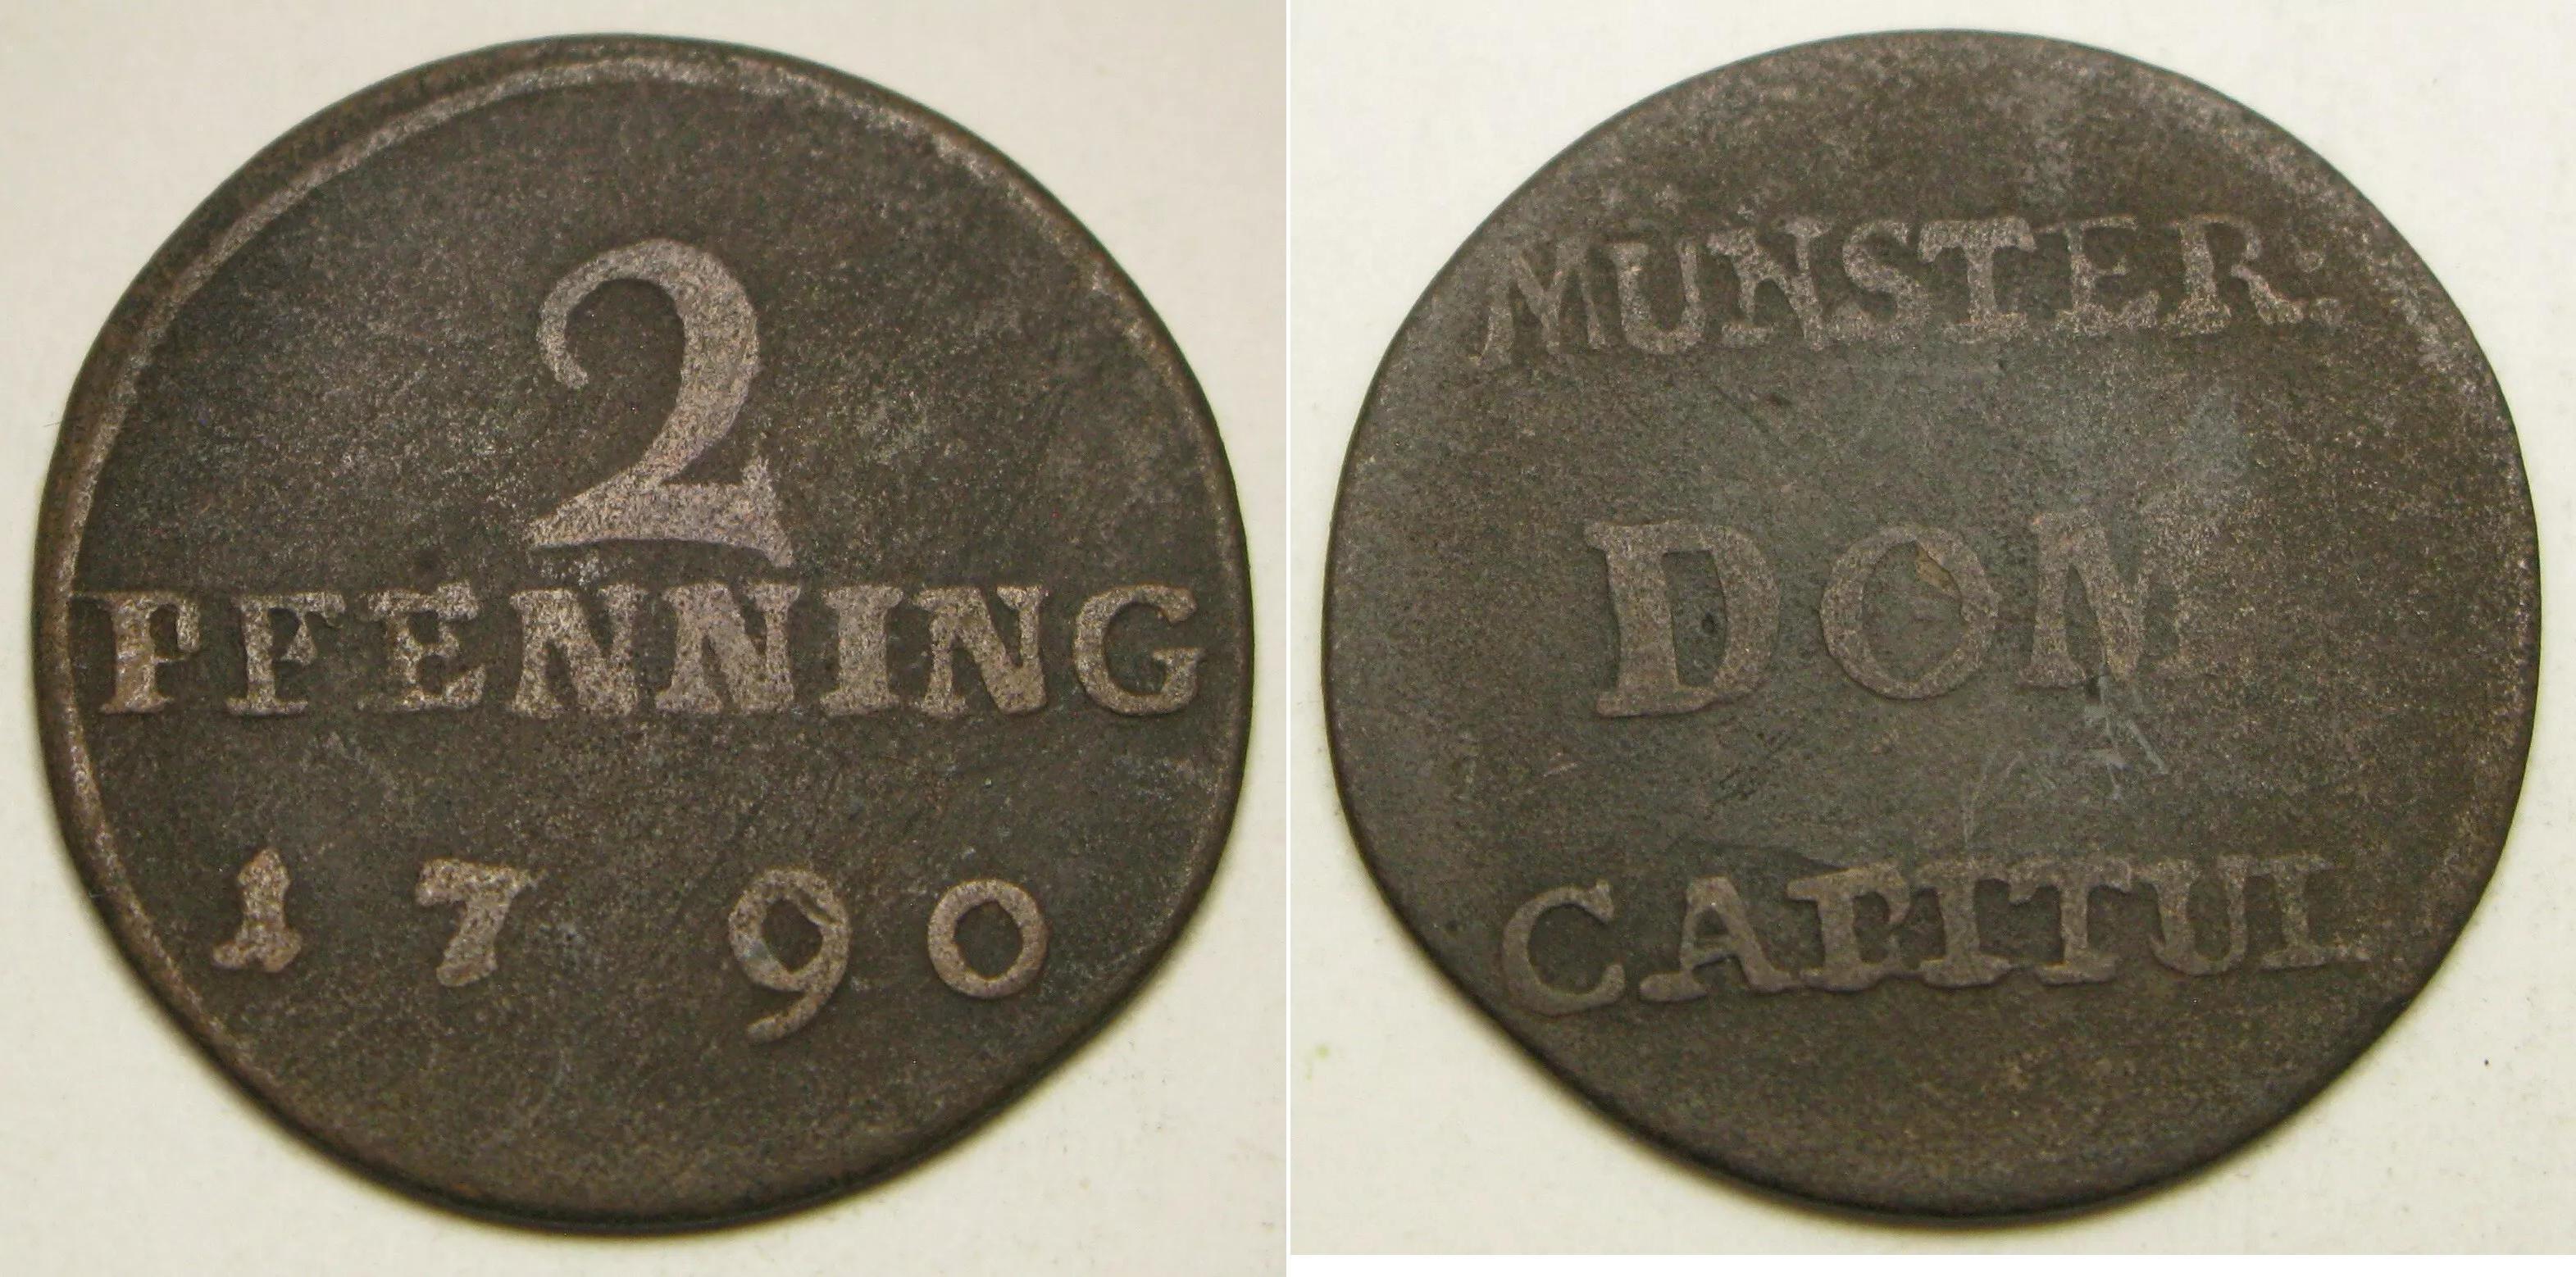 2
PFENNING
1790
MUNSTER:
DOM
CAPITUL